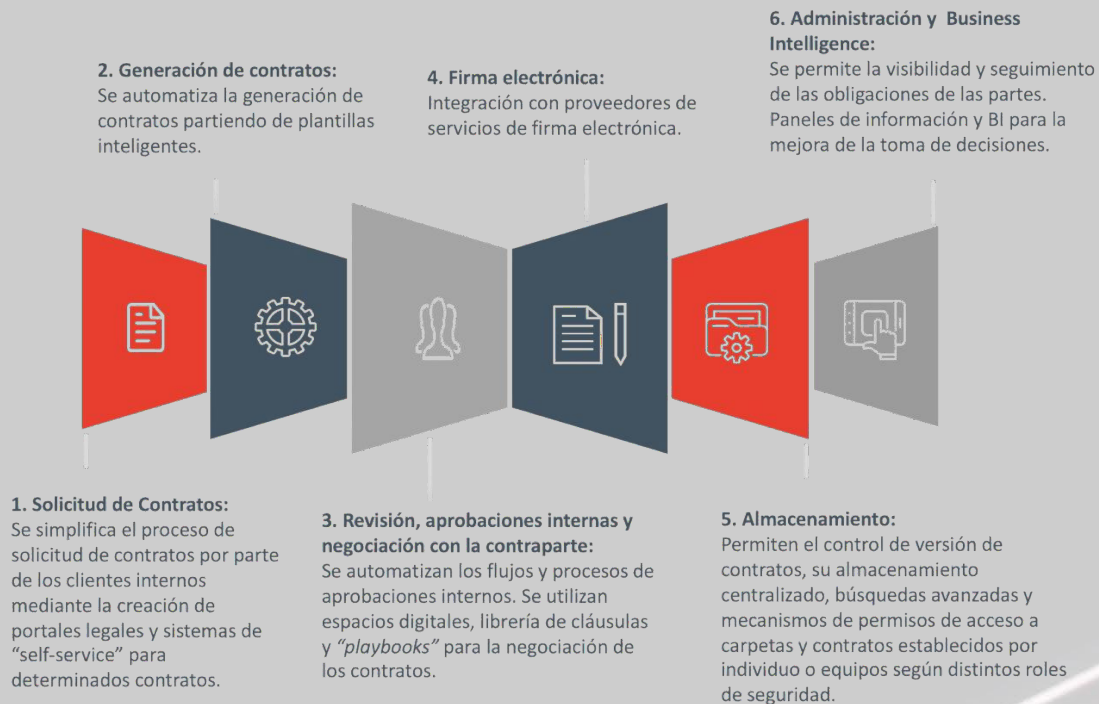 1. Solicitud de Contratos:
Se simplifica el proceso de
solicitud de contratos por parte
de los clientes internos
mediante la creación de
portales legales y sistemas de
“self-service” para
determinados contratos.
2. Generación de contratos:
Se automatiza la generación de
contratos partiendo de plantillas
inteligentes.
3. Revisión, aprobaciones internas y
negociación con la contraparte:
Se automatizan los flujos y procesos de
aprobaciones internos. Se utilizan
espacios digitales, librería de cláusulas
y “playbooks” para la negociación de
los contratos.
4. Firma electrónica:
Integración con proveedores de
servicios de firma electrónica.
5. Almacenamiento:
Permiten el control de versión de
contratos, su almacenamiento
centralizado, búsquedas avanzadas y
mecanismos de permisos de acceso a
carpetas y contratos establecidos por
individuo o equipos según distintos roles
de seguridad.
6. Administración y Business
Intelligence:
Se permite la visibilidad y seguimiento
de las obligaciones de las partes.
Paneles de información y BI para la
mejora de la toma de decisiones.